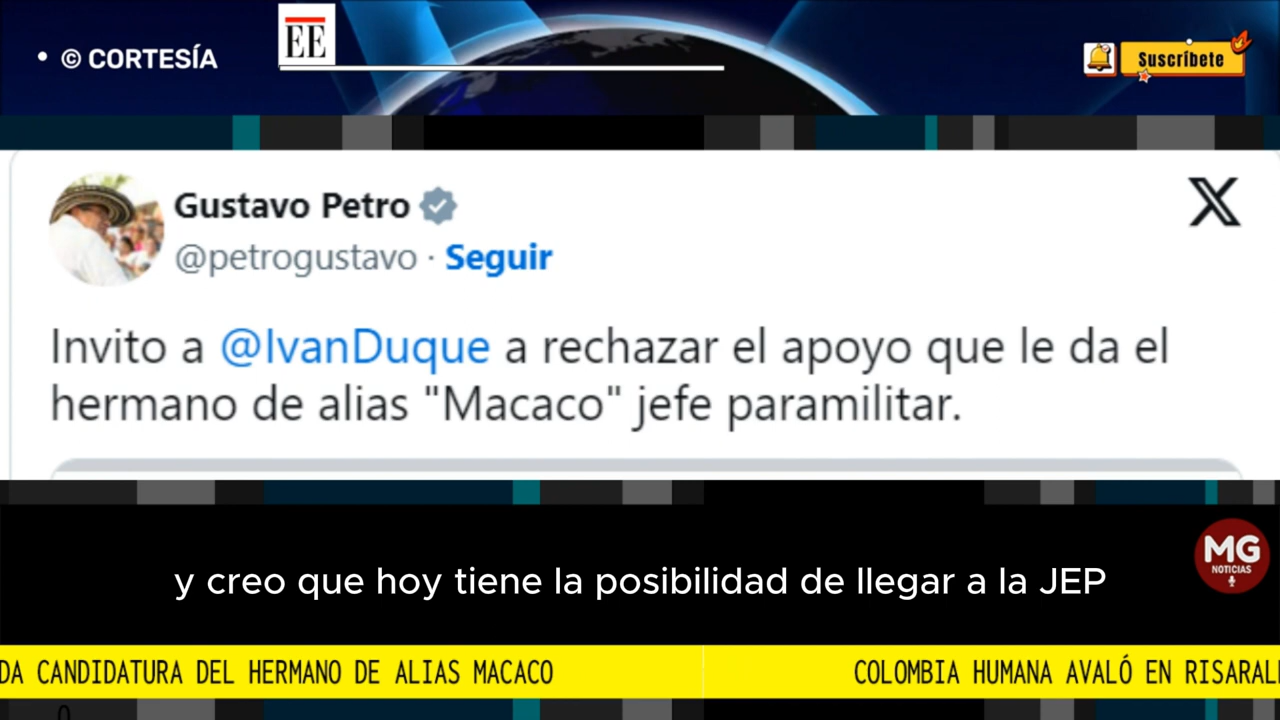 • © CORTESÍA
EE
Suscríbete
Gustavo Petro
@petrogustavo · Seguir
Invito a @IvanDuque a rechazar el apoyo que le da el
hermano de alias "Macaco" jefe paramilitar.
y creo que hoy tiene la posibilidad de llegar a la JEP
MG
NOTICIAS
DA CANDIDATURA DEL HERMANO DE ALIAS MACACO
COLOMBIA HUMANA AVALÓ EN